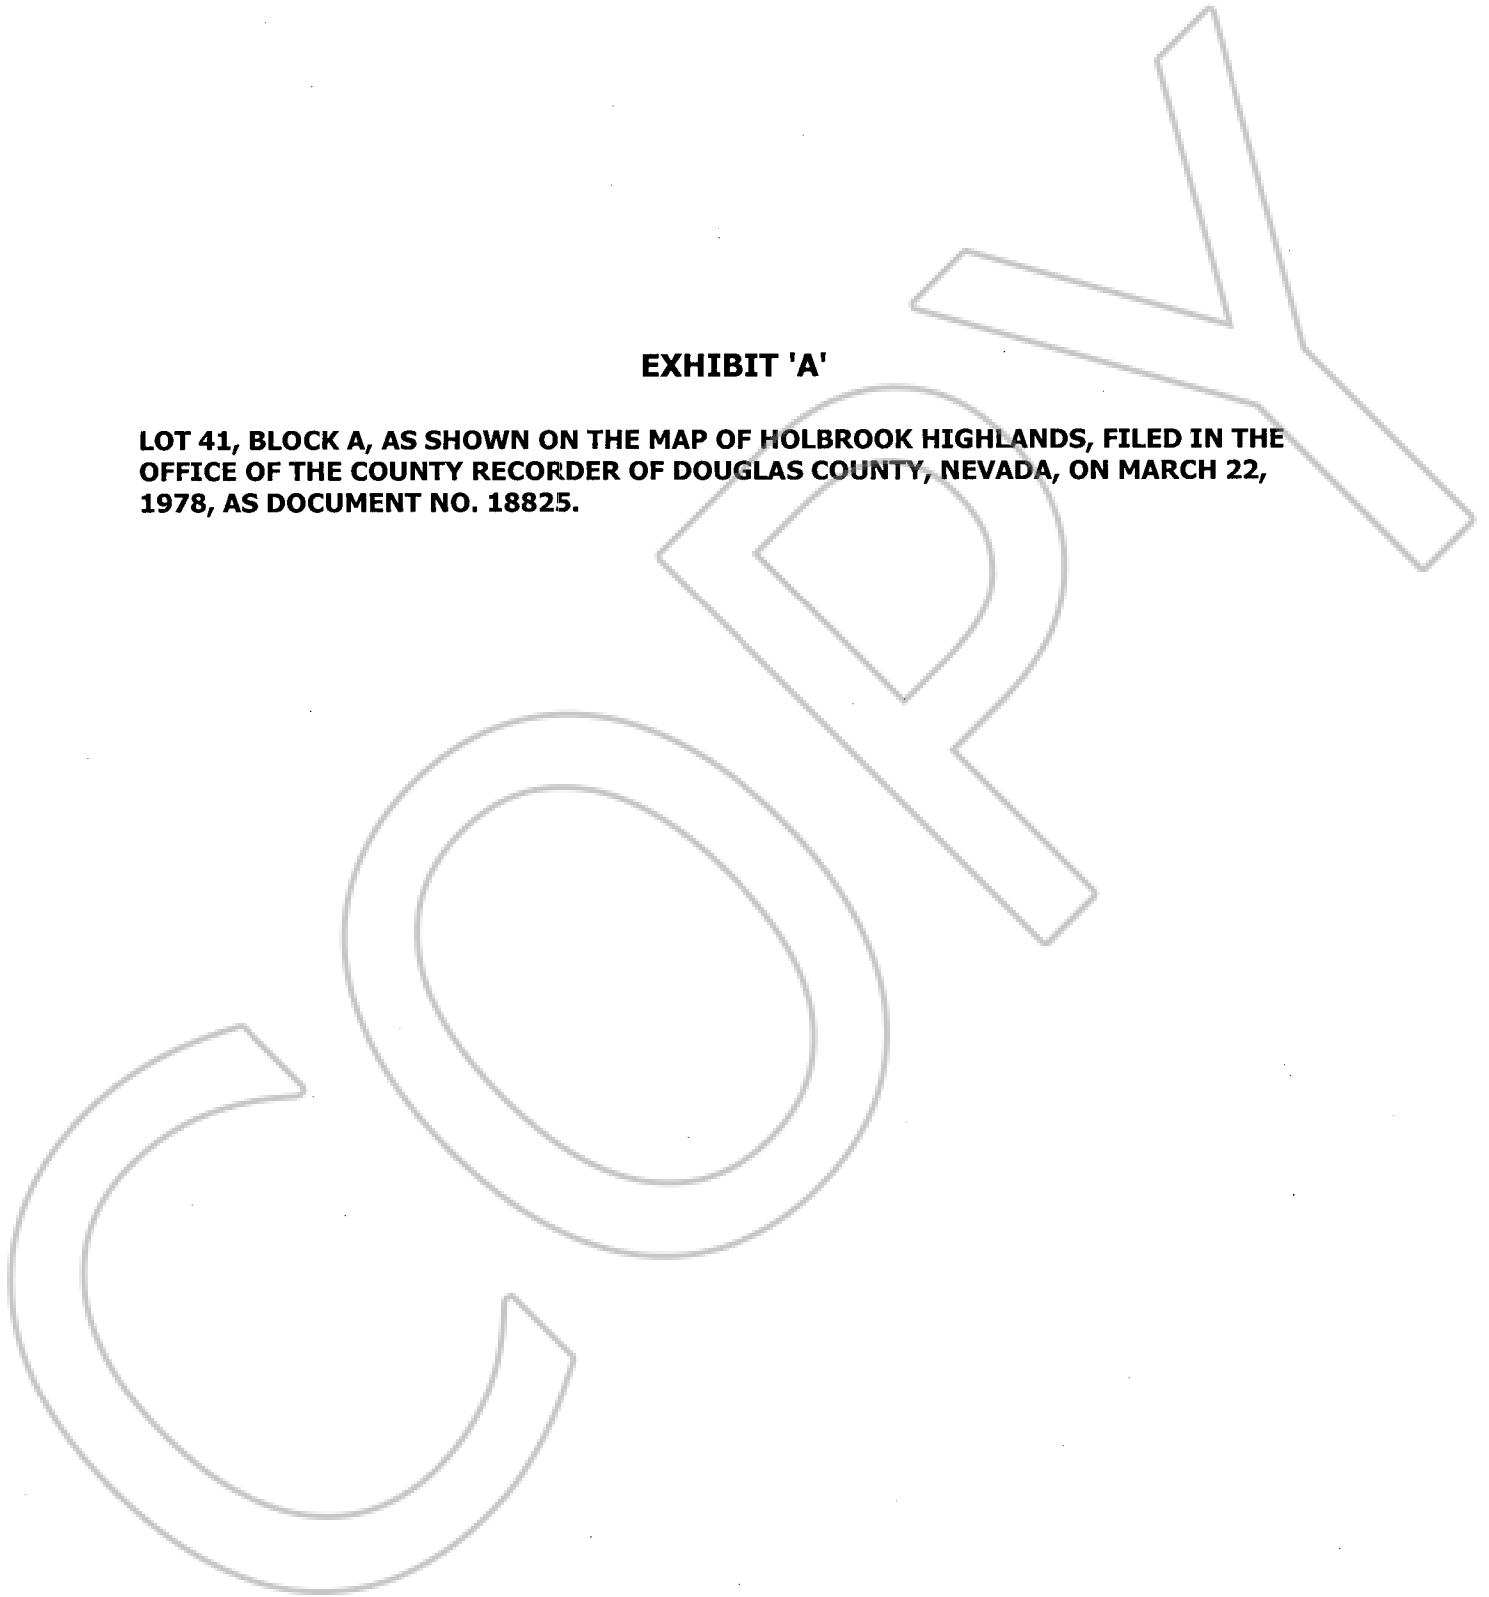 EXHIBIT 'A'
LOT 41, BLOCK A, AS SHOWN ON THE MAP OF HOLBROOK HIGHLANDS, FILED IN THE
OFFICE OF THE COUNTY RECORDER OF DOUGLAS COUNTY, NEVADA, ON MARCH 22,
1978, AS DOCUMENT NO. 18825.
COPY